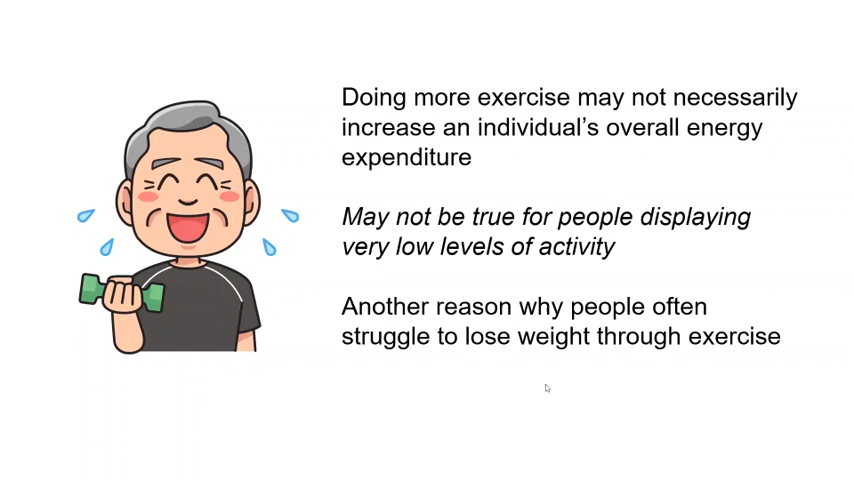 Doing more exercise may not necessarily
increase an individual’s overall energy
expenditure
May not be true for people displaying
very low levels of activity
Another reason why people often
struggle to lose weight through exercise